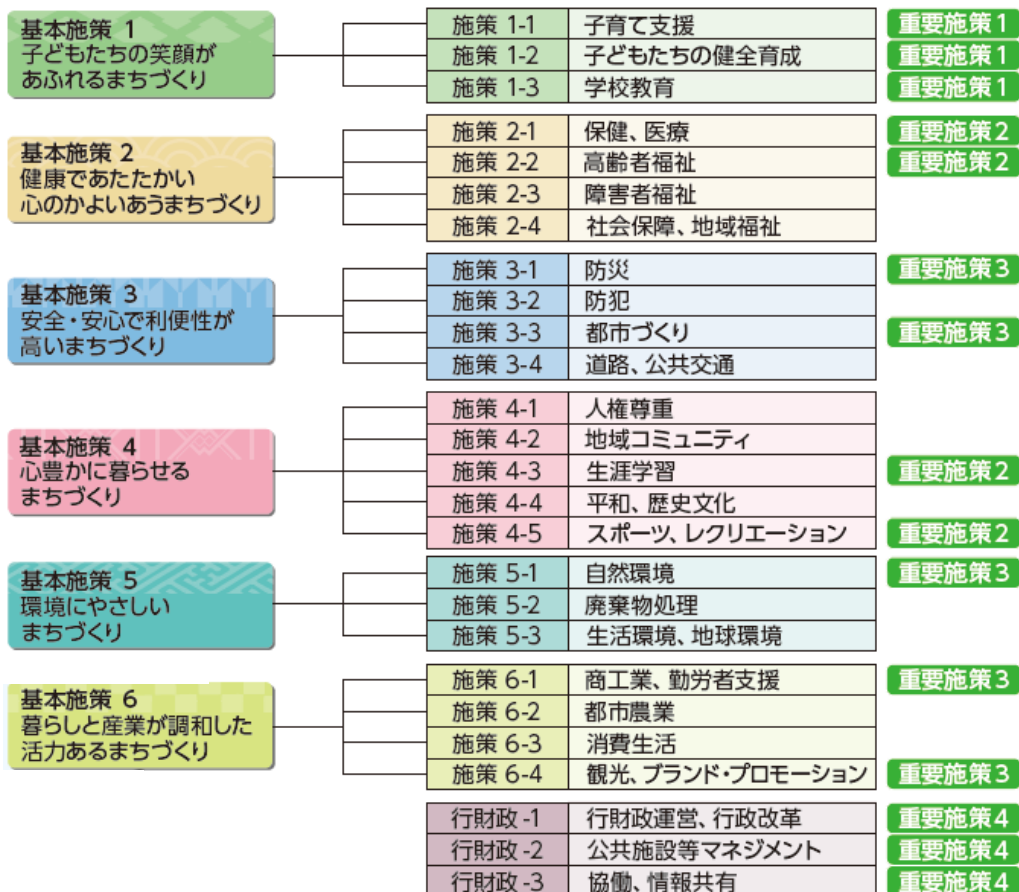 基本施策 1
子どもたちの笑顔が
あふれるまちづくり
施策 1-1 子育て支援 重要施策1
施策 1-2 子どもたちの健全育成 重要施策1
施策 1-3 学校教育 重要施策1
基本施策 2
健康であたたかい
心のかよいあうまちづくり
施策 2-1 保健、医療 重要施策2
施策 2-2 高齢者福祉 重要施策2
施策 2-3 障害者福祉
施策 2-4 社会保障、地域福祉
基本施策 3
安全・安心で利便性が
高いまちづくり
施策 3-1 防災 重要施策3
施策 3-2 防犯
施策 3-3 都市づくり 重要施策3
施策 3-4 道路、公共交通
基本施策 4
心豊かに暮らせる
まちづくり
施策 4-1 人権尊重
施策 4-2 地域コミュニティ
施策 4-3 生涯学習 重要施策2
施策 4-4 平和、歴史文化
施策 4-5 スポーツ、レクリエーション 重要施策2
基本施策 5
環境にやさしい
まちづくり
施策 5-1 自然環境 重要施策3
施策 5-2 廃棄物処理
施策 5-3 生活環境、地球環境
基本施策 6
暮らしと産業が調和した
活力あるまちづくり
施策 6-1 商工業、勤労者支援 重要施策3
施策 6-2 都市農業
施策 6-3 消費生活
施策 6-4 観光、ブランド・プロモーション 重要施策3
行財政 -1 行財政運営、行政改革 重要施策4
行財政 -2 公共施設等マネジメント 重要施策4
行財政 -3 協働、情報共有 重要施策4